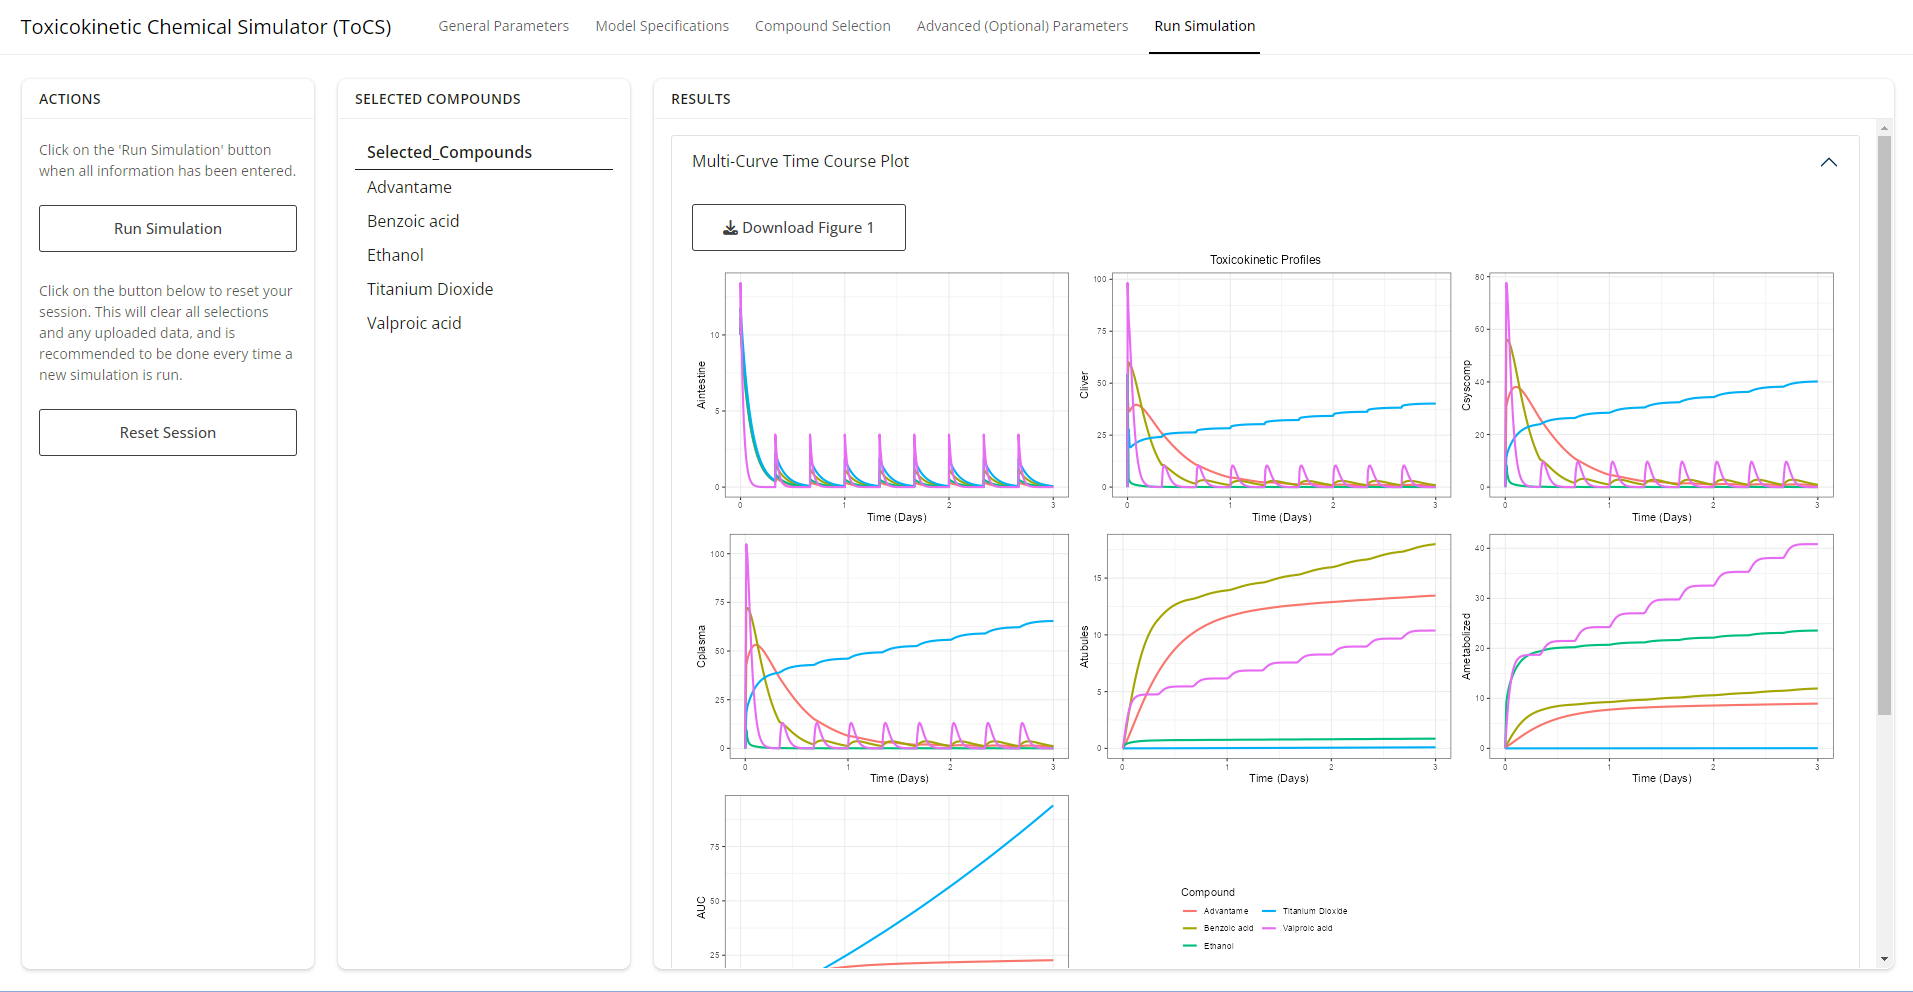 Toxicokinetic Chemical Simulator (ToCS)
General Parameters
Model Specifications
Compound Selection
Advanced (Optional) Parameters
Run Simulation
ACTIONS
Click on the 'Run Simulation' button
when all information has been entered.
Run Simulation
Click on the button below to reset your
session. This will clear all selections
and any uploaded data, and is
recommended to be done every time a
new simulation is run.
Reset Session
SELECTED COMPOUNDS
Selected_Compounds
Advantame
Benzoic acid
Ethanol
Titanium Dioxide
Valproic acid
RESULTS
Multi-Curve Time Course Plot
Download Figure 1
Toxicokinetic Profiles
Aintestine
10
5
0
0 1 2 3
Time (Days)
Cliver
100
75
50
25
0
0 1 2 3
Time (Days)
Csyscomp
80
60
40
20
0
0 1 2 3
Time (Days)
Cplasma
100
75
50
25
0
0 1 2 3
Time (Days)
Atubules
15
10
5
0
0 1 2 3
Time (Days)
Ametabolized
40
30
20
10
0
0 1 2 3
Time (Days)
AUC
75
50
25
Compound
Advantame
Benzoic acid
Ethanol
Titanium Dioxide
Valproic acid